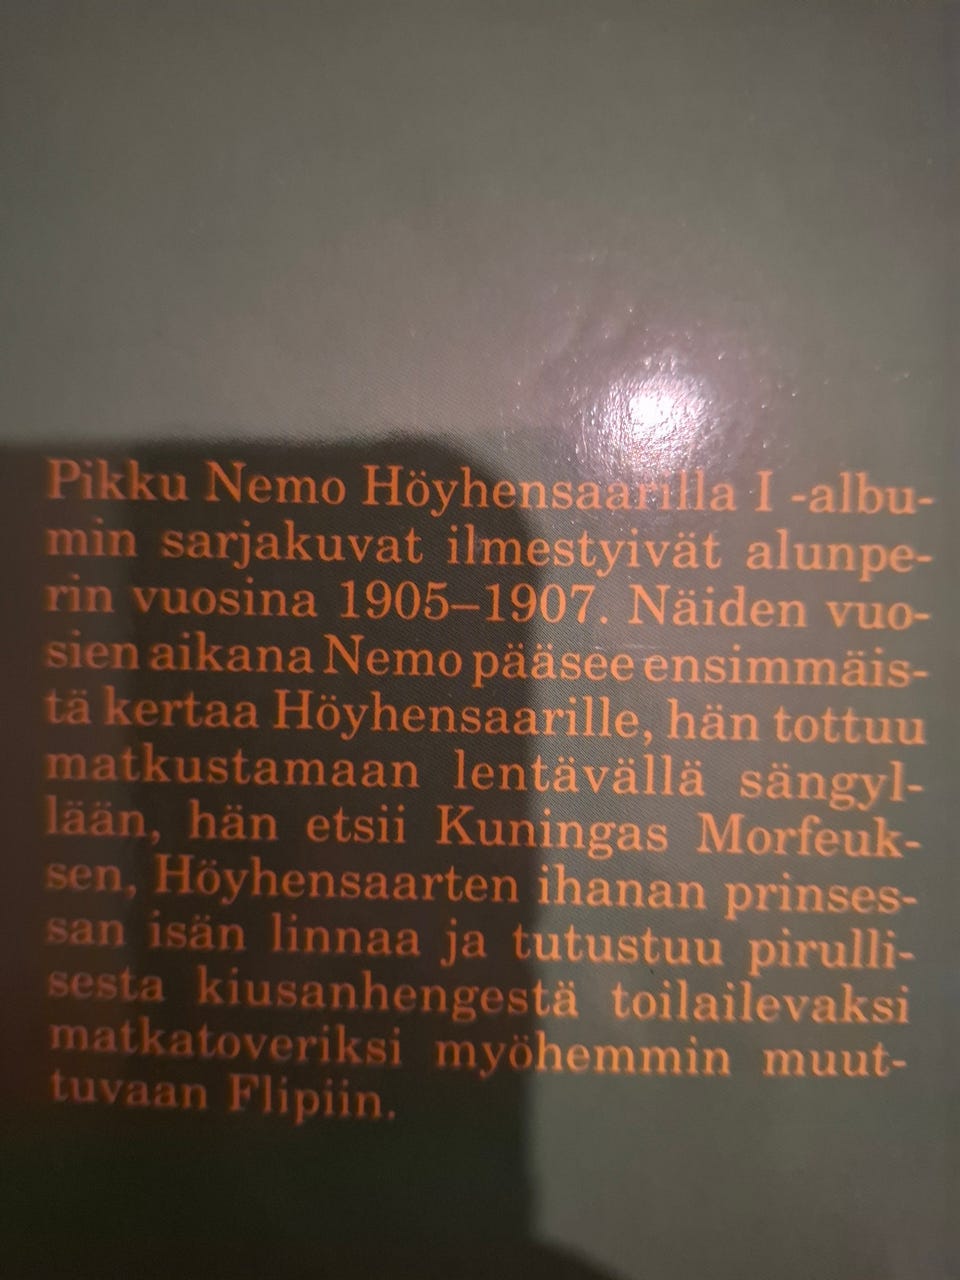 Pikku Nemo Höyhensaarilla I -albu-
min sarjakuvat ilmestyivät alunpe-
rin vuosina 1905–1907. Näiden vuo-
sien aikana Nemo pääsee ensimmäis-
tä kertaa Höyhensaarille, hän tottuu
matkustamaan lentävällä sängyl-
lään, hän etsii Kuningas Morfeuk-
sen, Höyhensaarten ihanan prinses-
san isän linnaa ja tutustuu pirulli-
sesta kiusanhengestä toilailevaksi
matkatoveriksi myöhemmin muut-
tuvaan Flipiin.